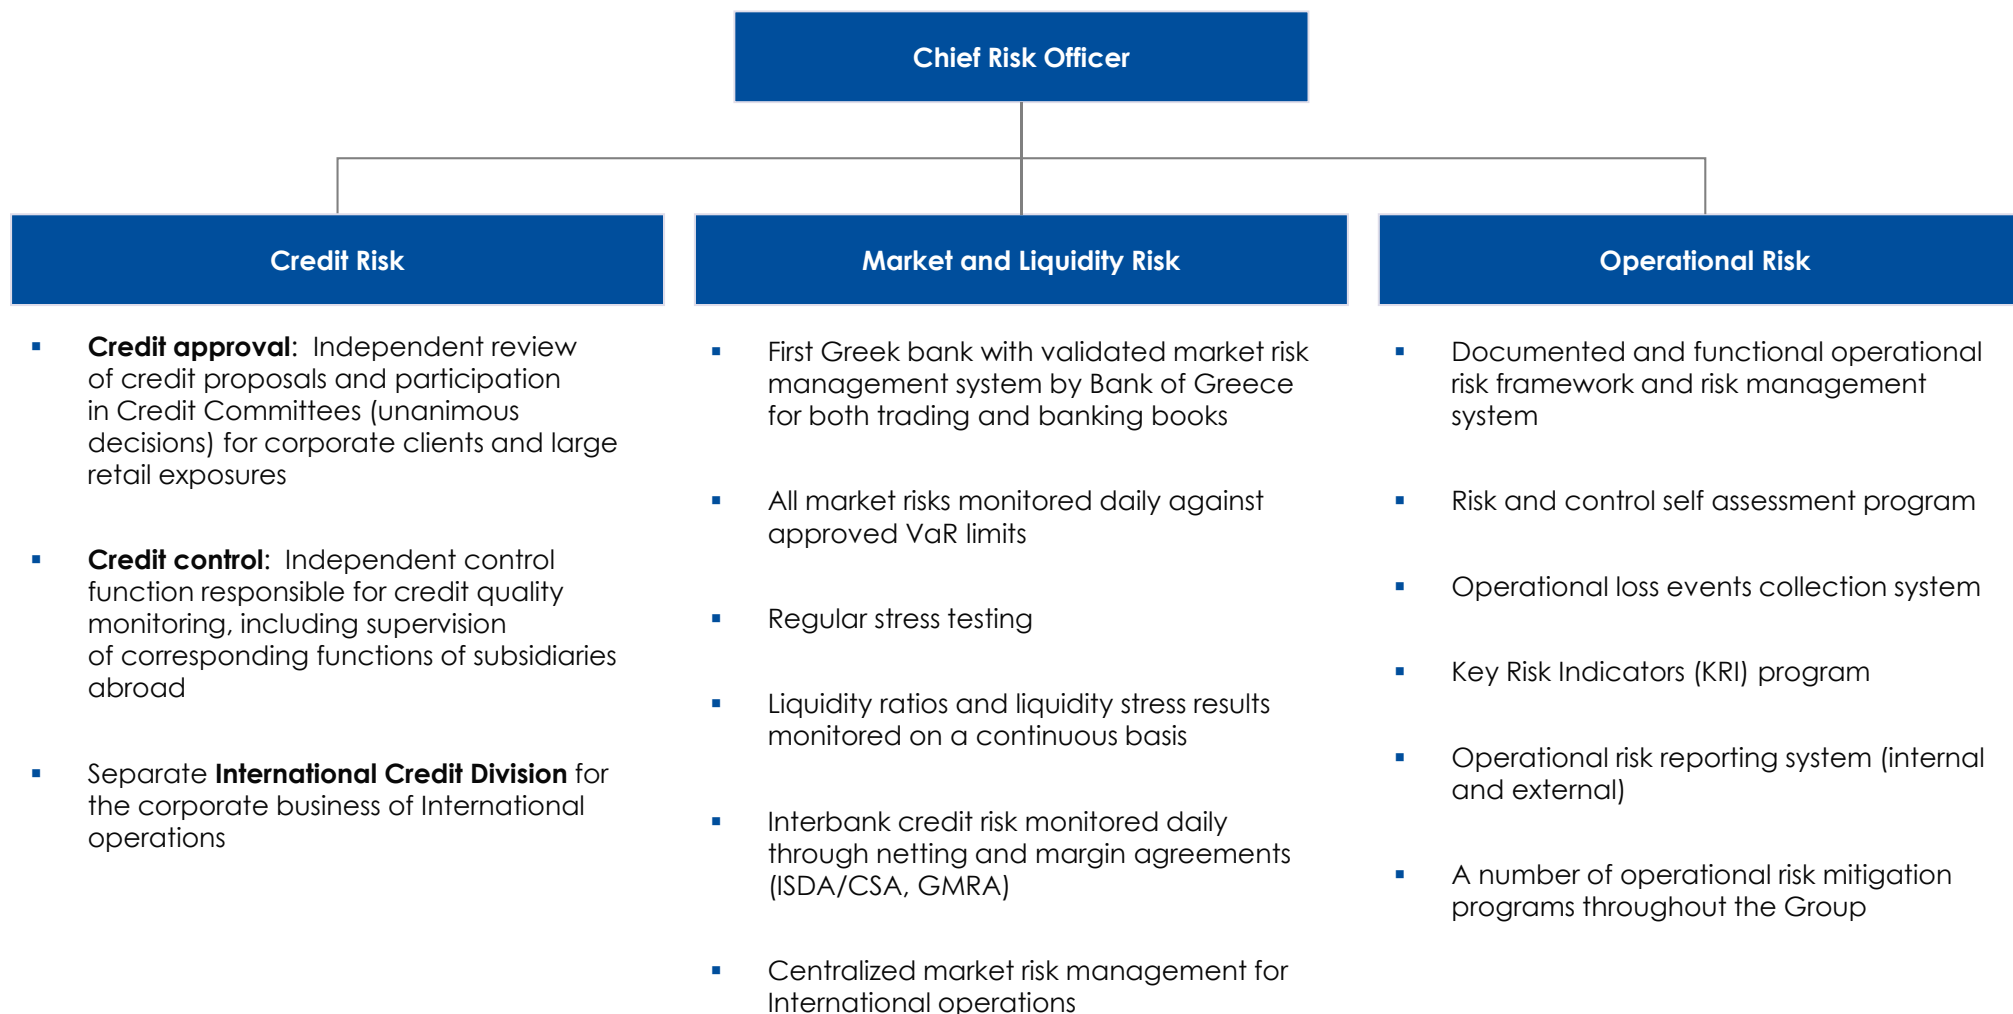 Chief Risk Officer
Credit Risk
▪ Credit approval: Independent review
of credit proposals and participation
in Credit Committees (unanimous
decisions) for corporate clients and large
retail exposures
▪ Credit control: Independent control
function responsible for credit quality
monitoring, including supervision
of corresponding functions of subsidiaries
abroad
▪ Separate International Credit Division for
the corporate business of International
operations
Market and Liquidity Risk
▪ First Greek bank with validated market risk
management system by Bank of Greece
for both trading and banking books
▪ All market risks monitored daily against
approved VaR limits
▪ Regular stress testing
▪ Liquidity ratios and liquidity stress results
monitored on a continuous basis
▪ Interbank credit risk monitored daily
through netting and margin agreements
(ISDA/CSA, GMRA)
▪ Centralized market risk management for
International operations
Operational Risk
▪ Documented and functional operational
risk framework and risk management
system
▪ Risk and control self assessment program
▪ Operational loss events collection system
▪ Key Risk Indicators (KRI) program
▪ Operational risk reporting system (internal
and external)
▪ A number of operational risk mitigation
programs throughout the Group